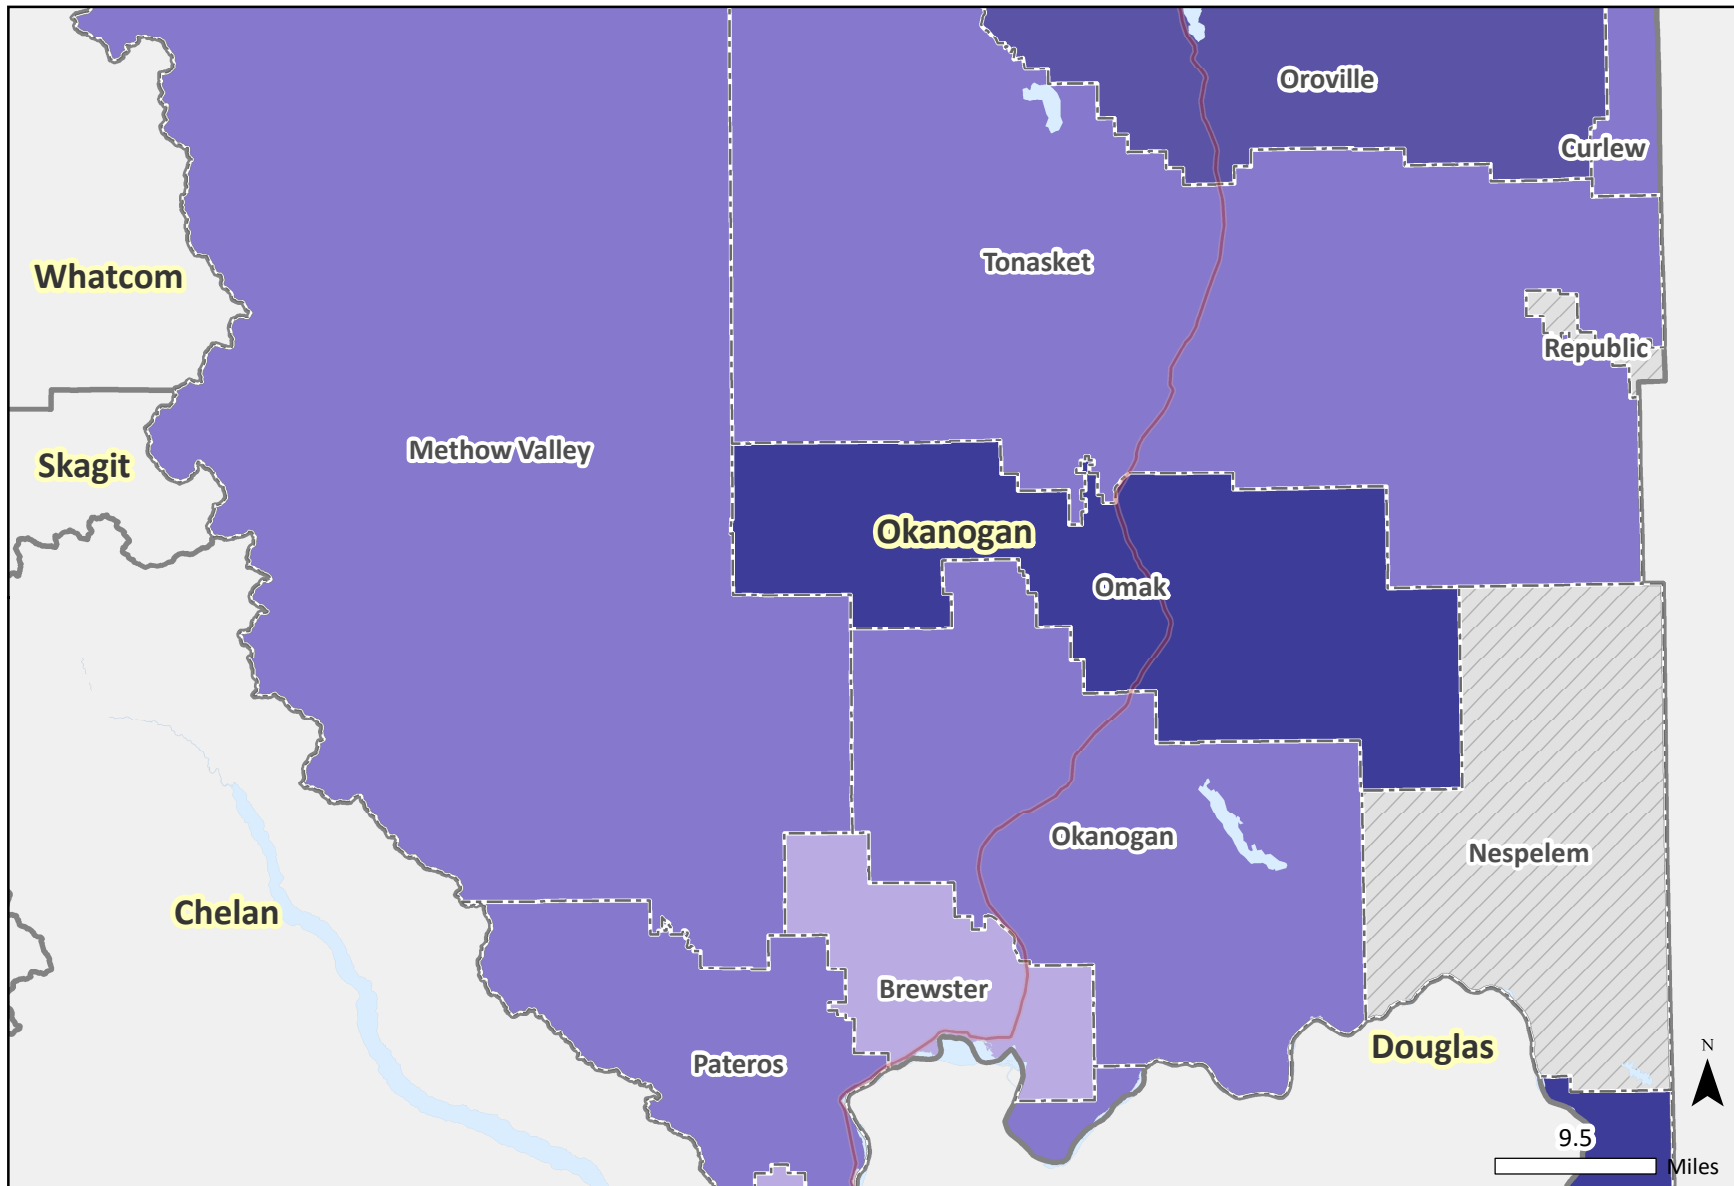 Oroville
Curlew
Tonasket
Whatcom
Republic
Methow Valley
Skagit
Okanogan
Omak
Okanogan
Nespelem
Chelan
Brewster
Douglas
Pateros
N
9.5
Miles